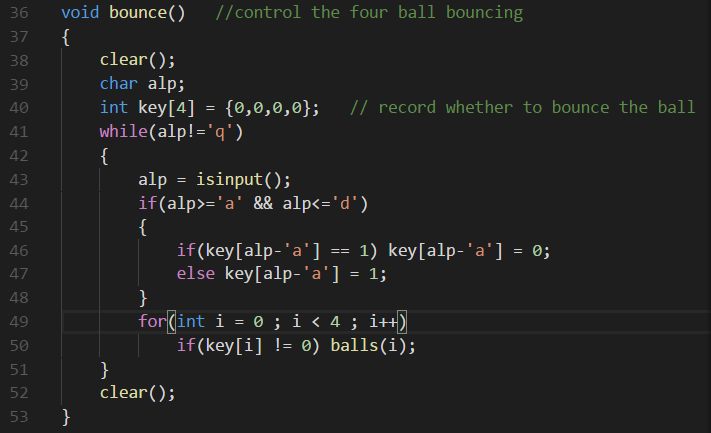 36 void bounce()   //control the four ball bouncing
37 {
38     clear();
39     char alp;
40     int key[4] = {0,0,0,0};   // record whether to bounce the ball
41     while(alp!='q')
42     {
43         alp = isinput();
44         if(alp>='a' && alp<='d')
45         {
46             if(key[alp-'a'] == 1) key[alp-'a'] = 0;
47             else key[alp-'a'] = 1;
48         }
49         for(int i = 0 ; i < 4 ; i++)
50             if(key[i] != 0) balls(i);
51     }
52     clear();
53 }